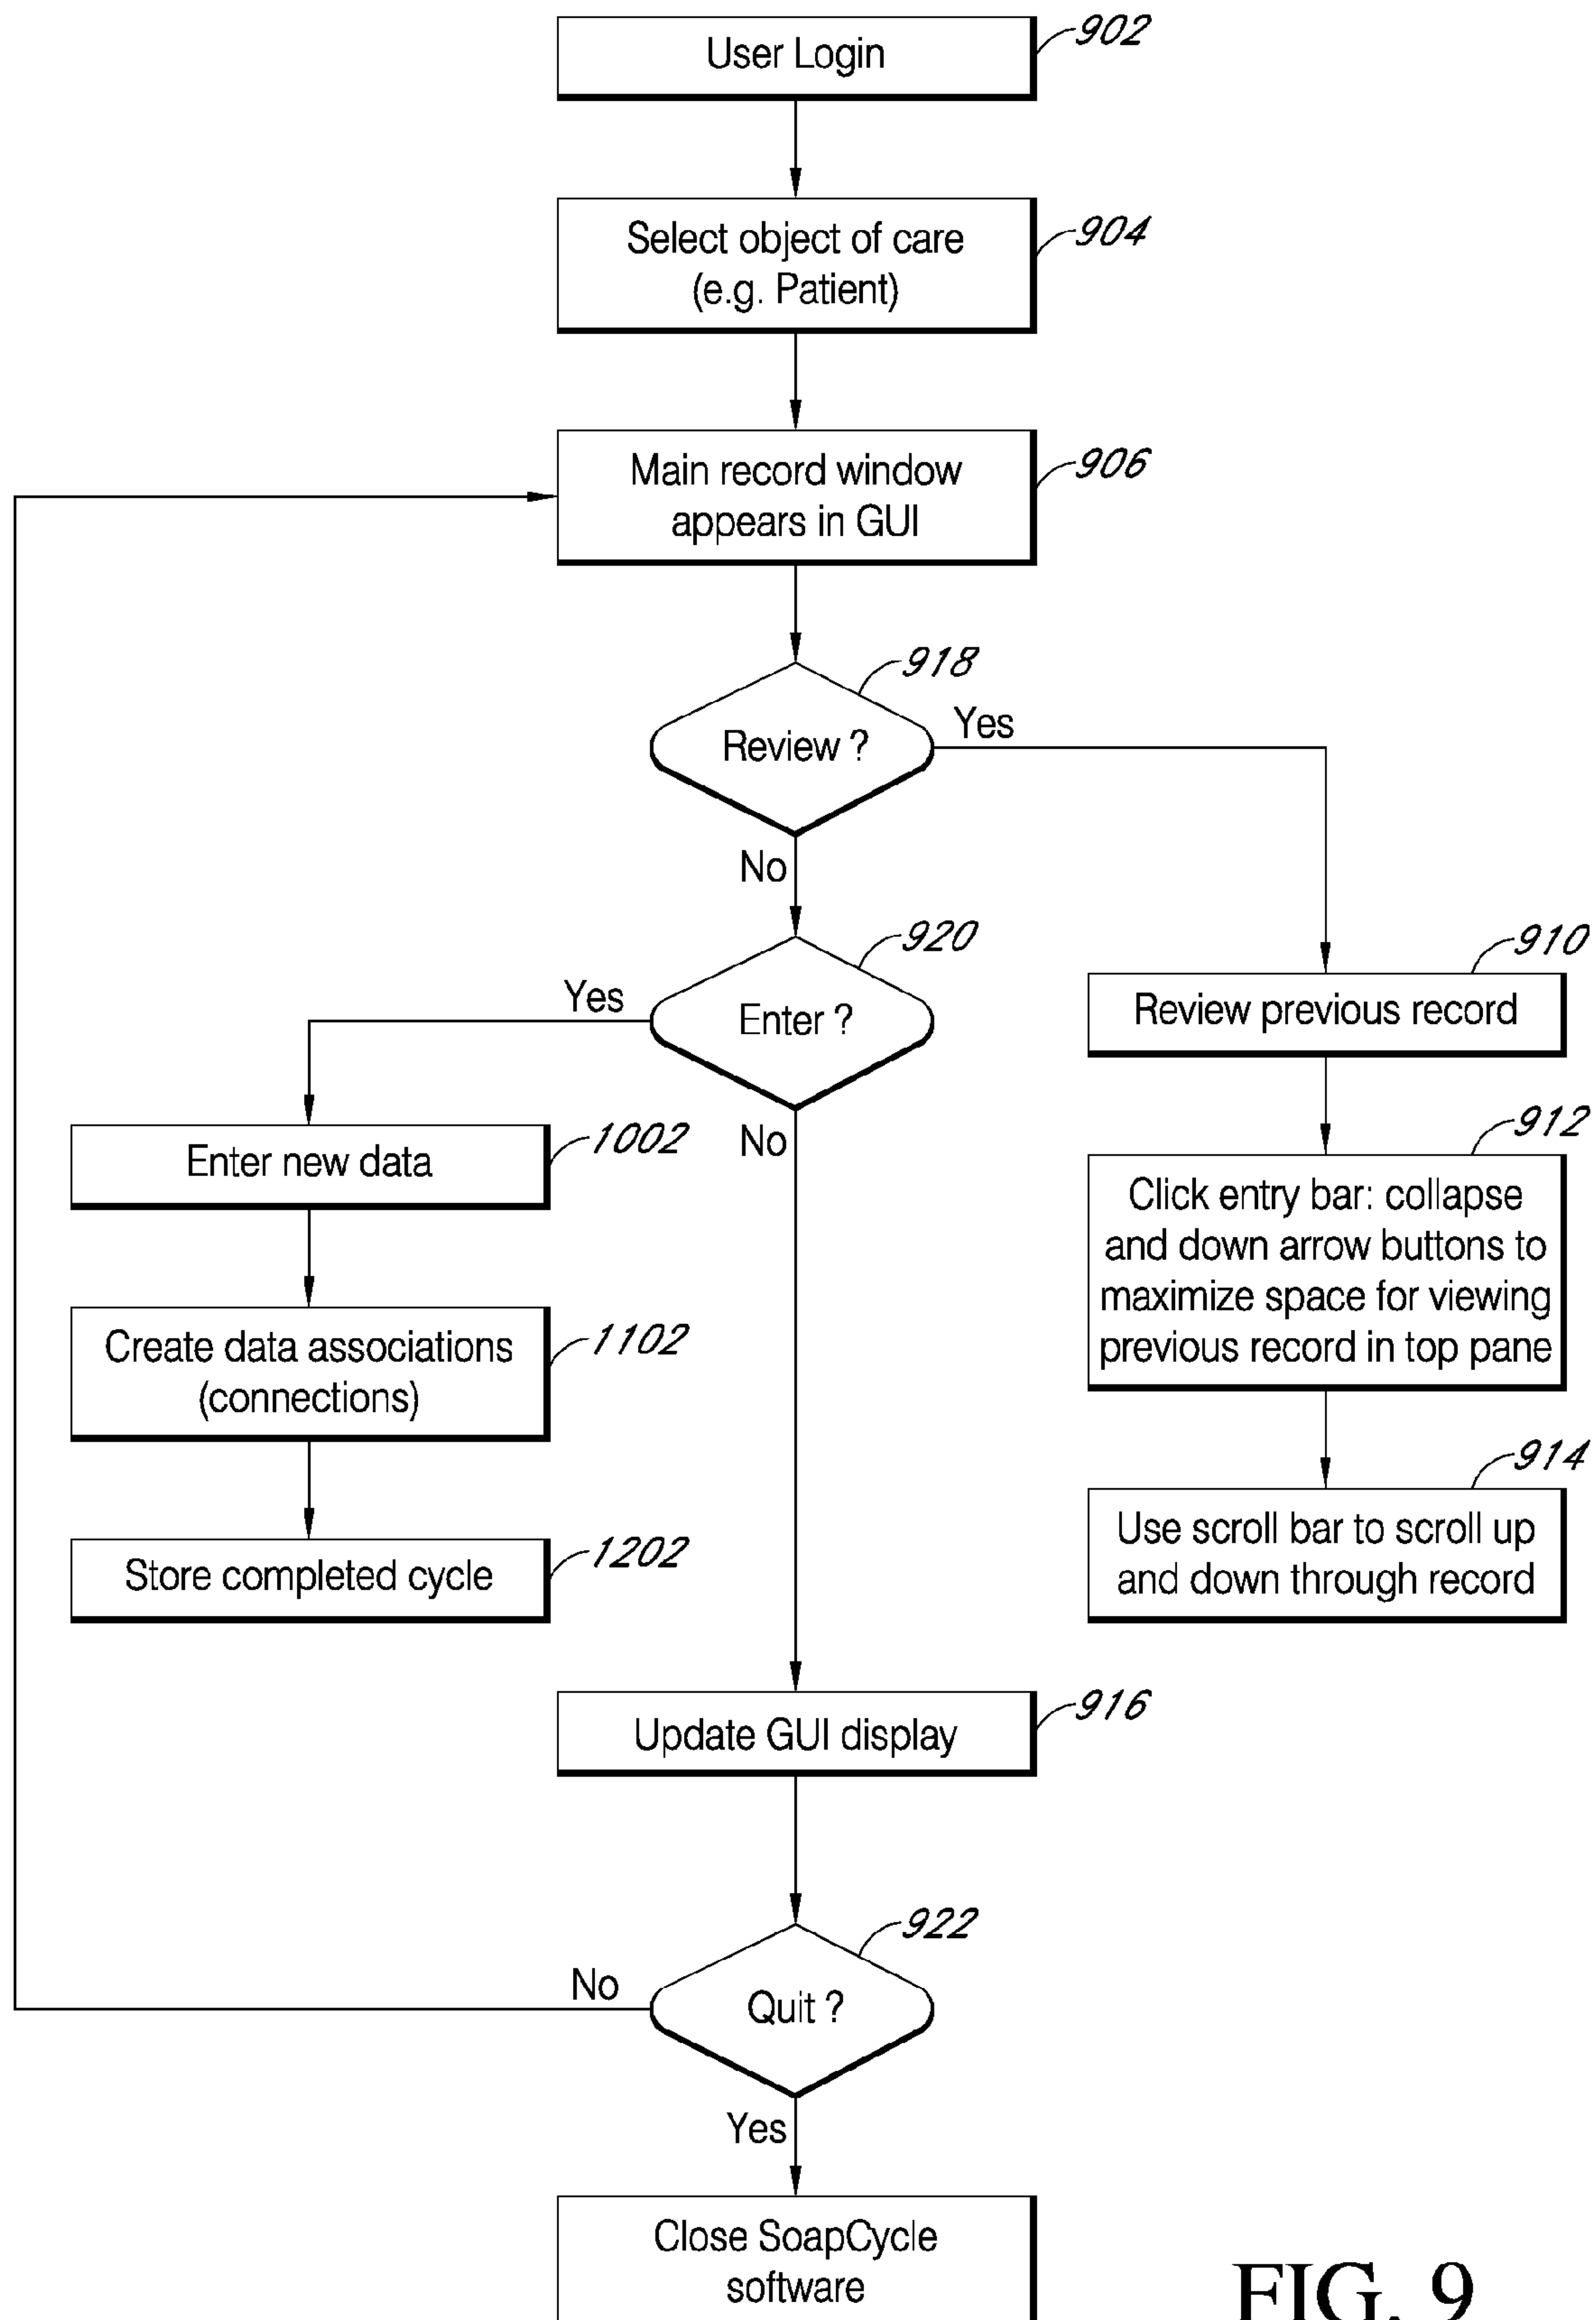 User Login
902
Select object of care
(e.g. Patient)
904
Main record window
appears in GUI
906
918
Review ?
Yes
No
920
Enter ?
Yes
No
910
Review previous record
1002
Enter new data
912
Click entry bar: collapse
and down arrow buttons to
maximize space for viewing
previous record in top pane
1102
Create data associations
(connections)
914
Use scroll bar to scroll up
and down through record
1202
Store completed cycle
916
Update GUI display
922
Quit ?
No
Yes
Close SoapCycle
software
FIG. 9